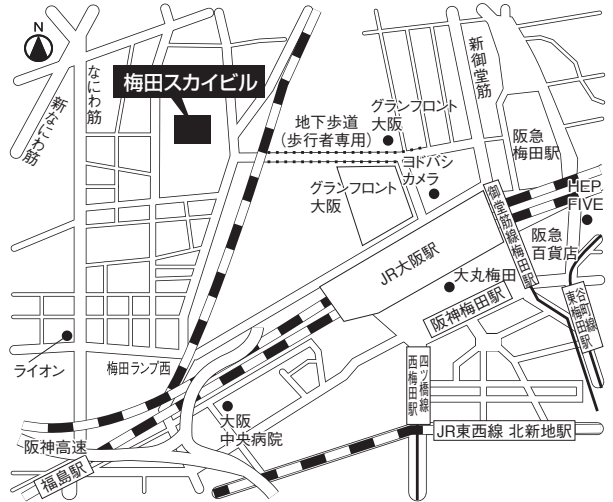 N
新なにわ筋
なにわ筋
梅田スカイビル
地下歩道
（歩行者専用）
グランフロント
大阪
新御堂筋
阪急
梅田駅
ヨドバシ
カメラ
グランフロント
大阪
HEP
FIVE
御堂筋線梅田駅
阪急
百貨店
JR大阪駅
大丸梅田
阪神梅田駅
谷町線
東梅田駅
ライオン
梅田ランプ西
四ツ橋線
西梅田駅
大阪
中央病院
JR東西線 北新地駅
阪神高速
福島駅